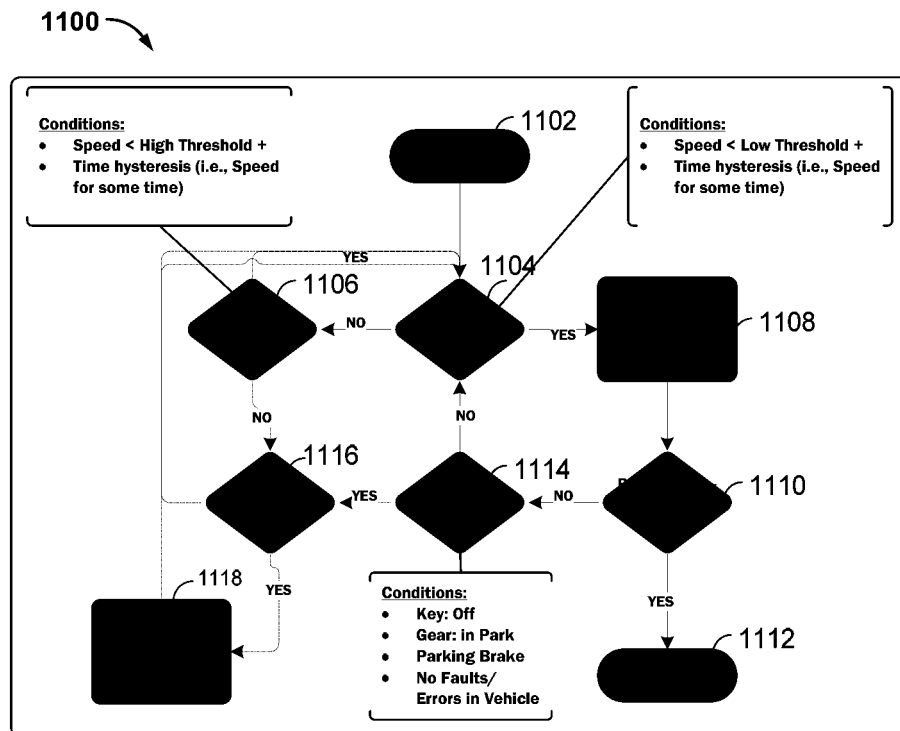 1100
Conditions:
• Speed < High Threshold +
• Time hysteresis (i.e., Speed
for some time)
1102
Conditions:
• Speed < Low Threshold +
• Time hysteresis (i.e., Speed
for some time)
YES
1106
1104
NO
YES
1108
NO
NO
1116
YES
1114
NO
1110
YES
1118
YES
Conditions:
• Key: Off
• Gear: in Park
• Parking Brake
• No Faults/
Errors in Vehicle
1112